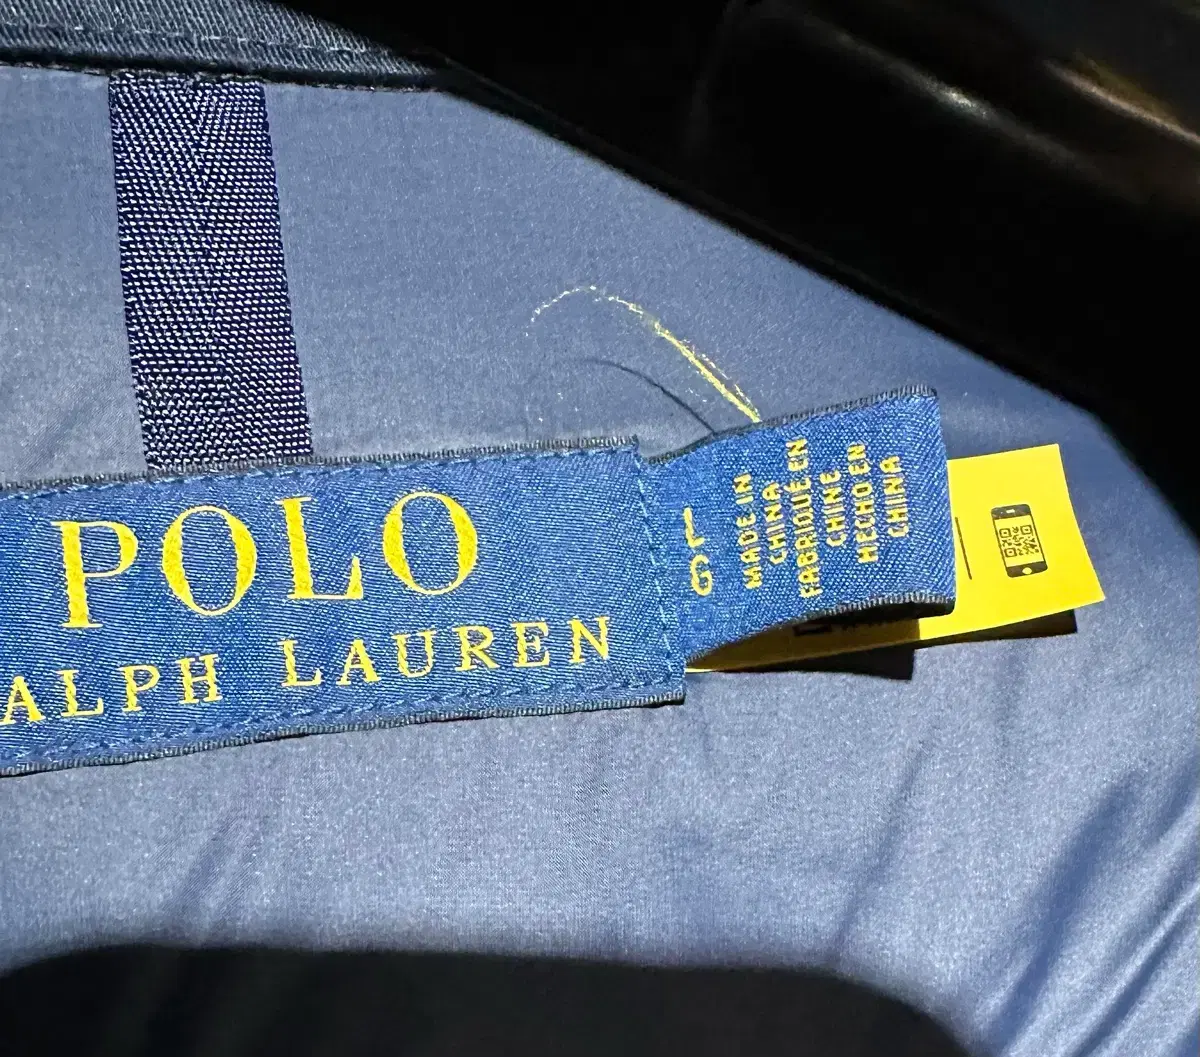 POLO
ALPH LAUREN
L
G
MADE IN
CHINA
FABRIQUÉ EN
CHINE
HECHO EN
CHINA